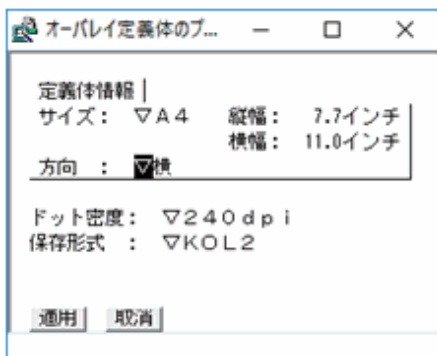 オーバレイ定義体のプ...
定義体情報
サイズ： ▽Ａ４ 縦幅： 7.7インチ
横幅： 11.0インチ
方向 ： ▽横
ドット密度： ▽２４０ｄｐｉ
保存形式 ： ▽ＫＯＬ２
適用 取消